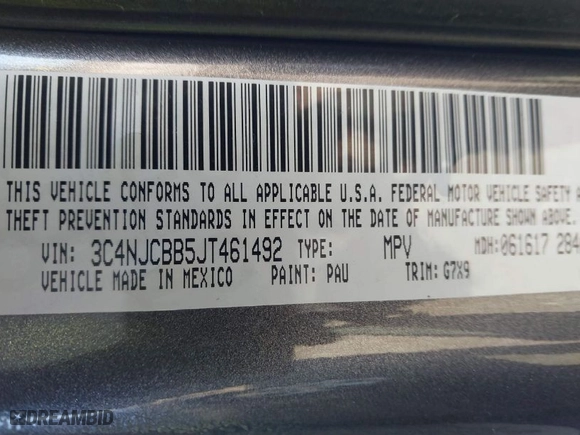 THIS VEHICLE CONFORMS TO ALL APPLICABLE U.S.A. FEDERAL MOTOR VEHICLE SAFETY A
THEFT PREVENTION STANDARDS IN EFFECT ON THE DATE OF MANUFACTURE SHOWN ABOVE.
VIN: 3C4NJCBB5JT461492 TYPE: MPV MDH:061617 284
VEHICLE MADE IN MEXICO PAINT: PAU TRIM: G7X9
DREAMBID